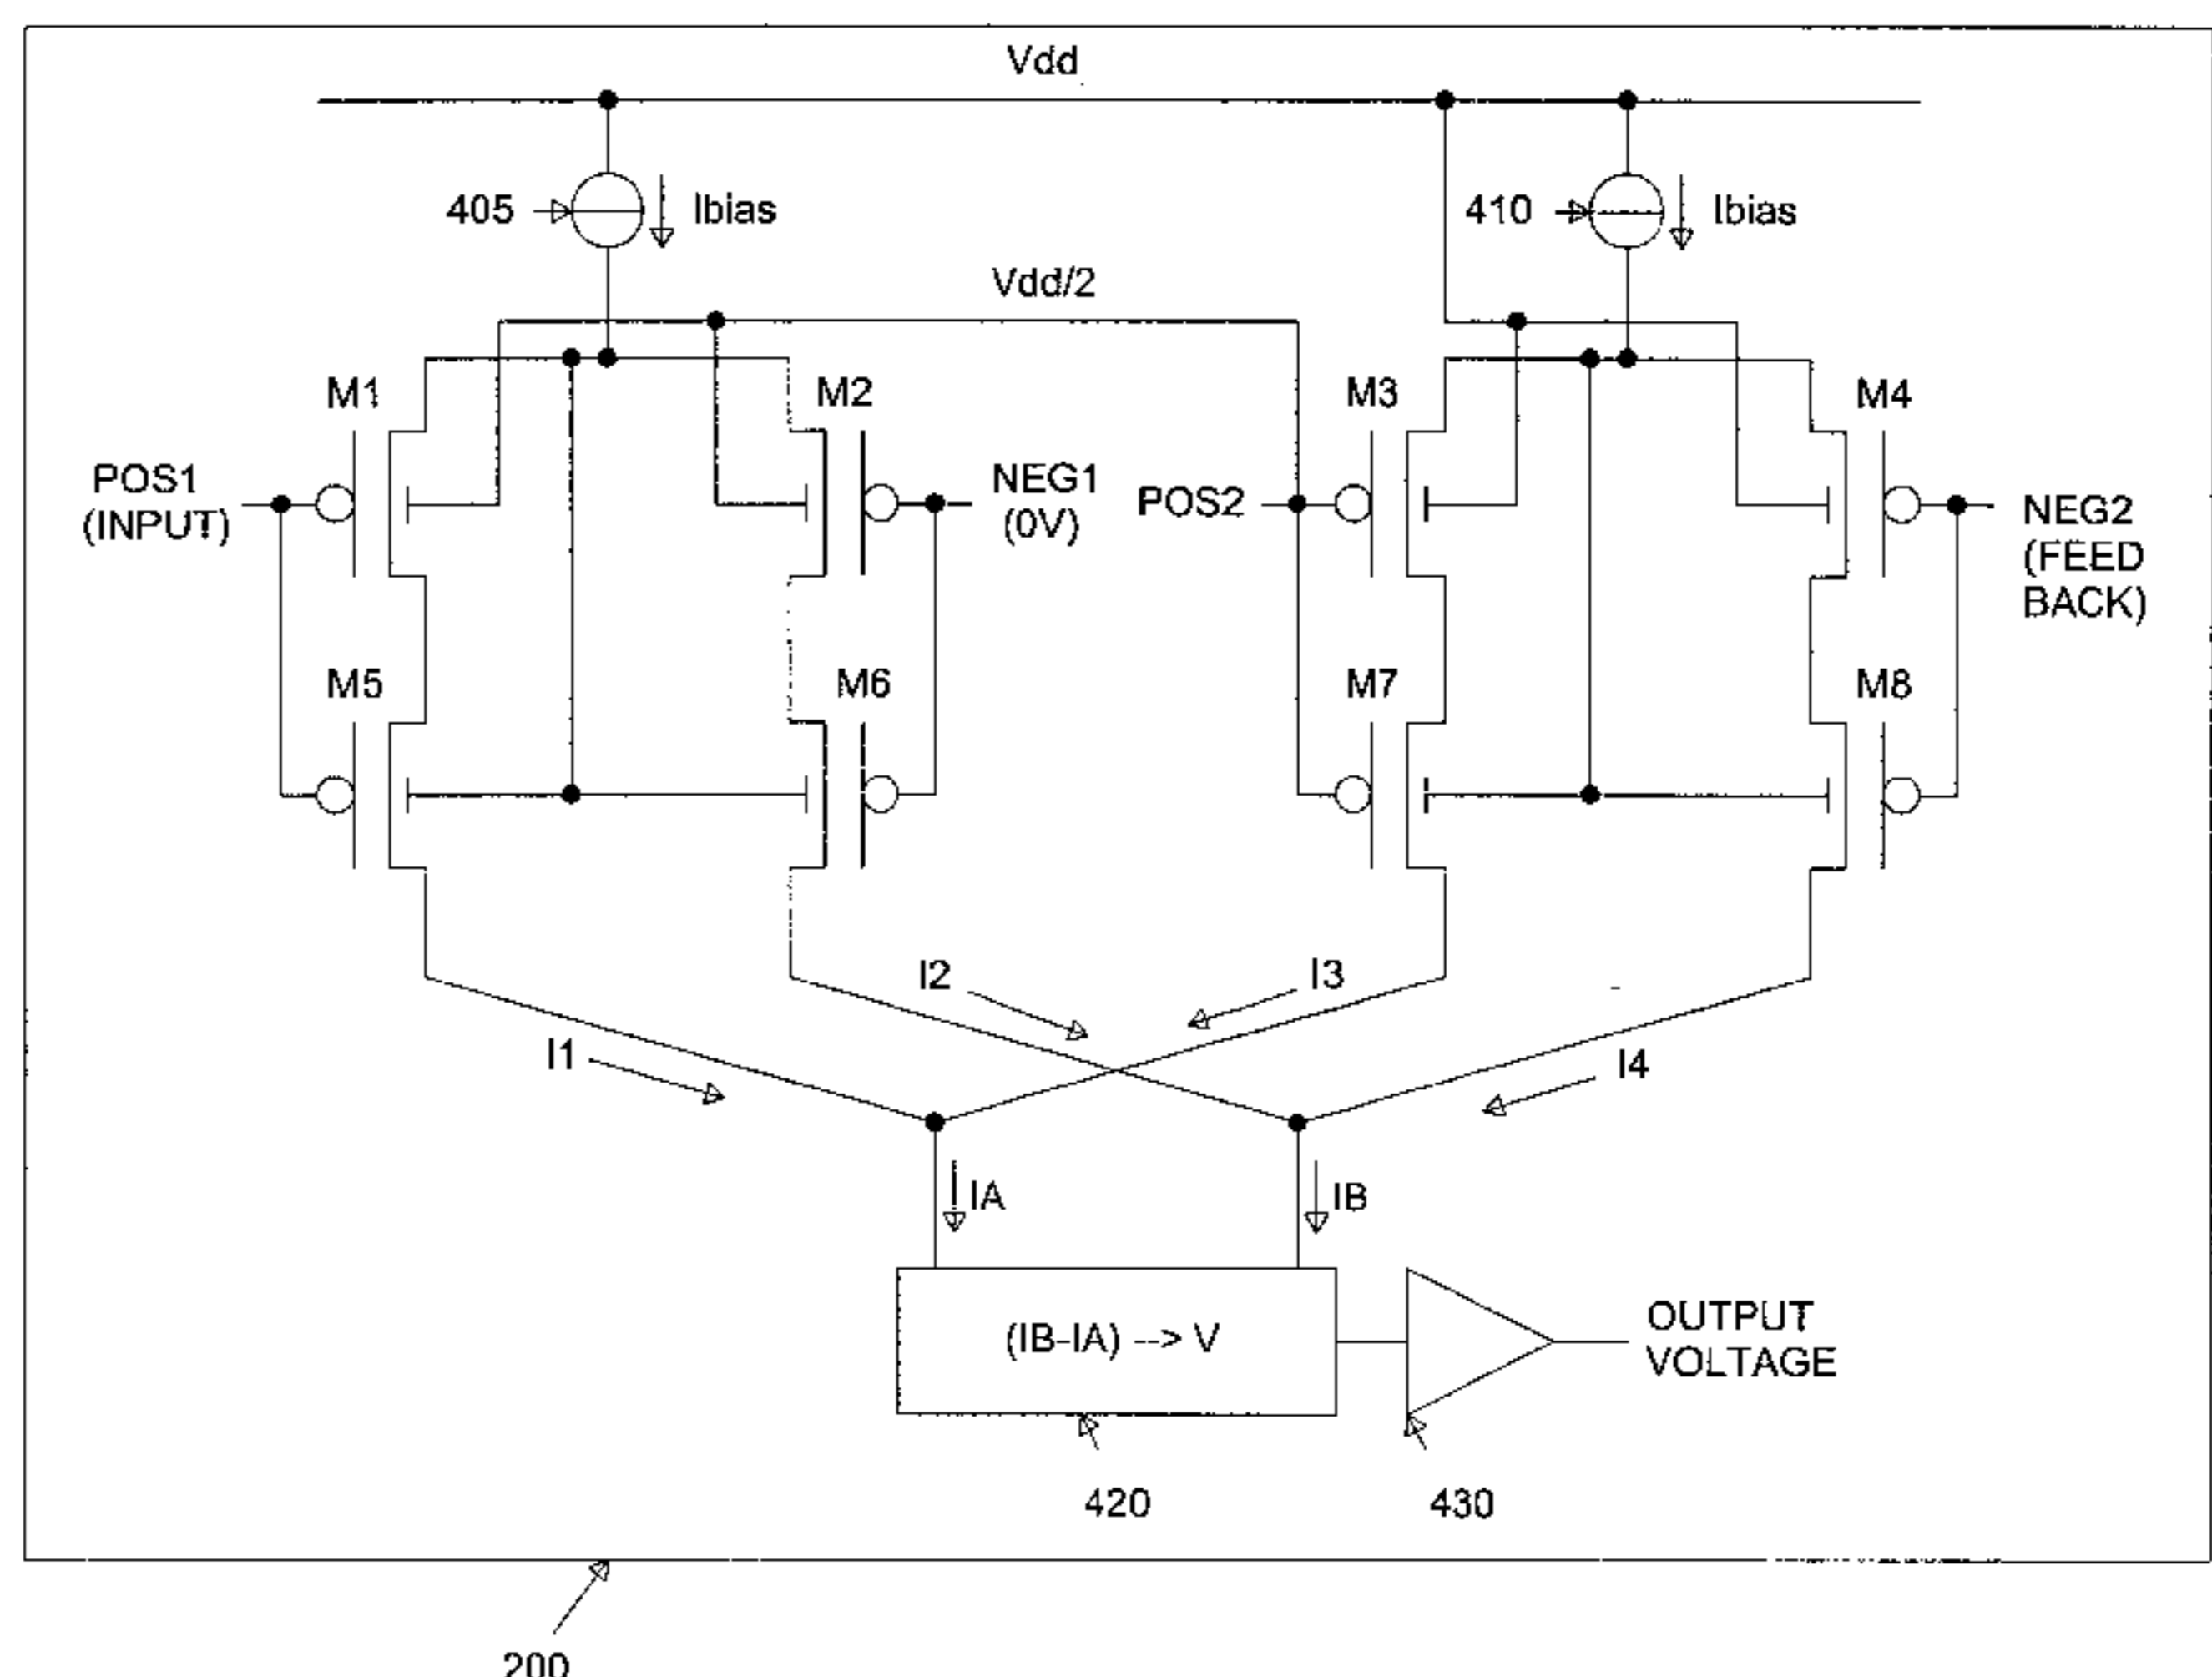 Vdd
405
Ibias
410
Ibias
Vdd/2
M1
M2
M3
M4
POS1
(INPUT)
NEG1
(0V)
POS2
NEG2
(FEED
BACK)
M5
M6
M7
M8
I2
I3
I1
I4
IA
IB
(IB-IA) --> V
OUTPUT
VOLTAGE
420
430
200